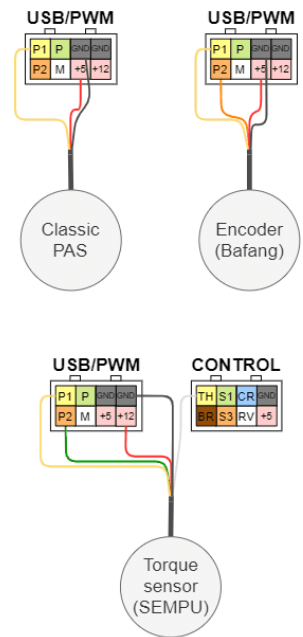 USB/PWM
P1 P GND GND
P2 M +5 +12
Classic
PAS
USB/PWM
P1 P GND GND
P2 M +5 +12
Encoder
(Bafang)
USB/PWM
P1 P GND GND
P2 M +5 +12
CONTROL
TH S1 CR GND
BR S3 RV +5
Torque
sensor
(SEMPU)